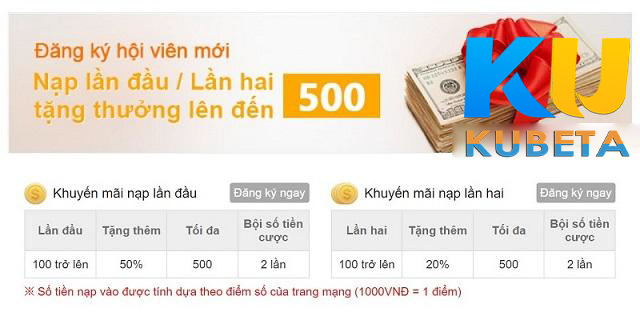 Đăng ký hội viên mới
Nạp lần đầu / Lần hai
tặng thưởng lên đến
500
KU
KUBETA
Khuyến mãi nạp lần đầu
Đăng ký ngay
Lần đầu Tặng thêm Tối đa Bội số tiền cược
100 trở lên 50% 500 2 lần
Khuyến mãi nạp lần hai
Đăng ký ngay
Lần hai Tặng thêm Tối đa Bội số tiền cược
100 trở lên 20% 500 2 lần
※ Số tiền nạp vào được tính dựa theo điểm số của trang mạng (1000VNĐ = 1 điểm)